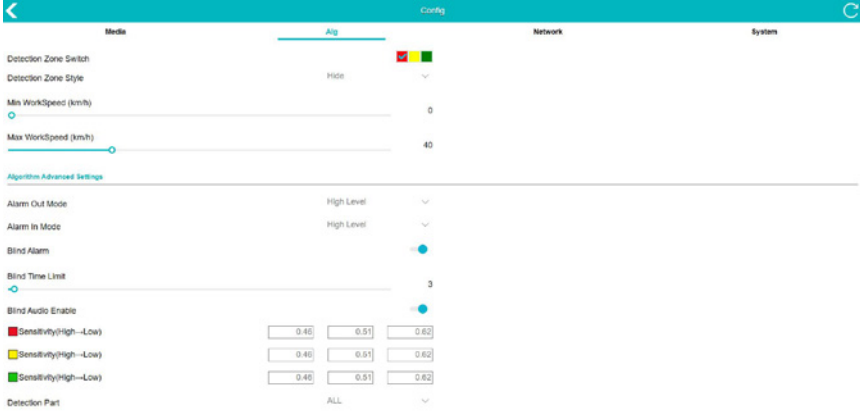 Config
Media Alg Network System
Detection Zone Switch
Detection Zone Style Hide
Min WorkSpeed (km/h)
0
Max WorkSpeed (km/h)
40
Algorithm Advanced Settings
Alarm Out Mode High Level
Alarm In Mode High Level
Blind Alarm
Blind Time Limit
3
Blind Audio Enable
Sensitivity(High→Low) 0.46 0.51 0.62
Sensitivity(High→Low) 0.46 0.51 0.62
Sensitivity(High→Low) 0.46 0.51 0.62
Detection Part ALL